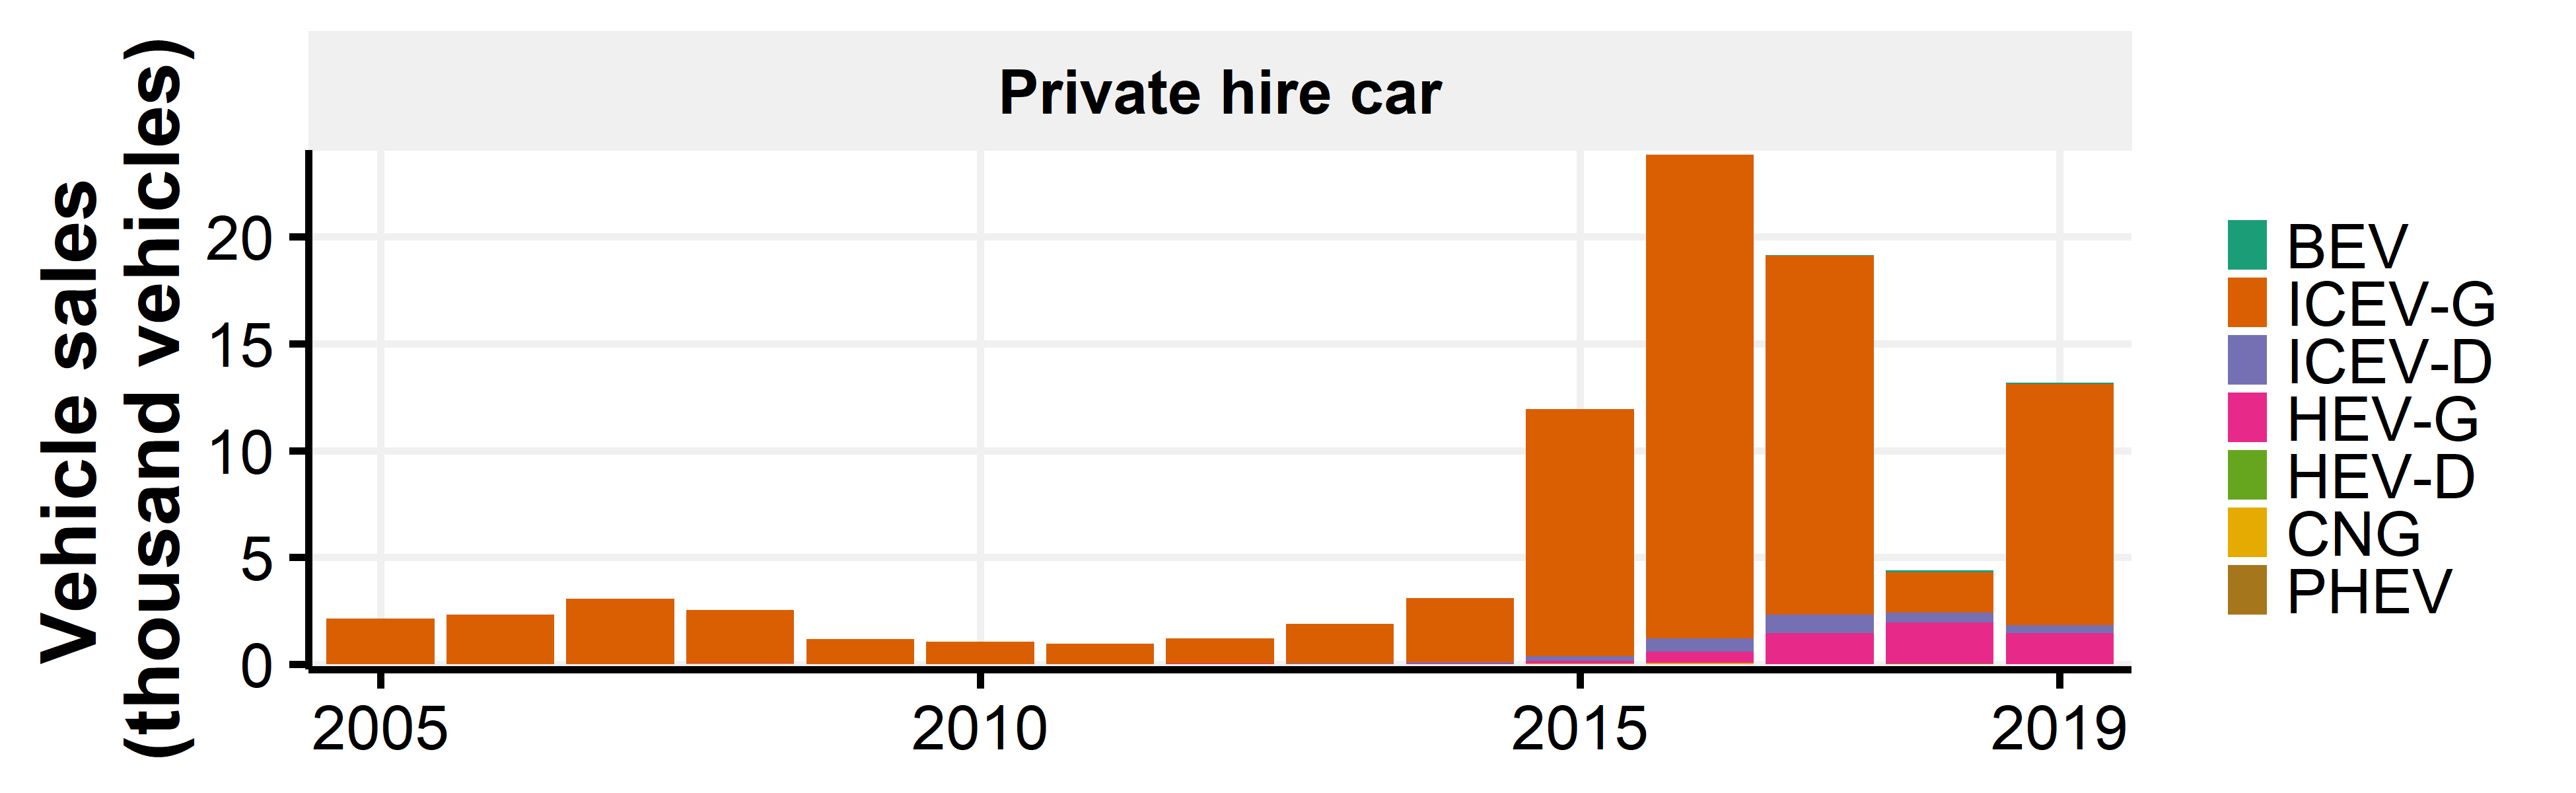 Private hire car
Vehicle sales
(thousand vehicles)
20
15
10
5
0
2005
2010
2015
2019
BEV
ICEV-G
ICEV-D
HEV-G
HEV-D
CNG
PHEV